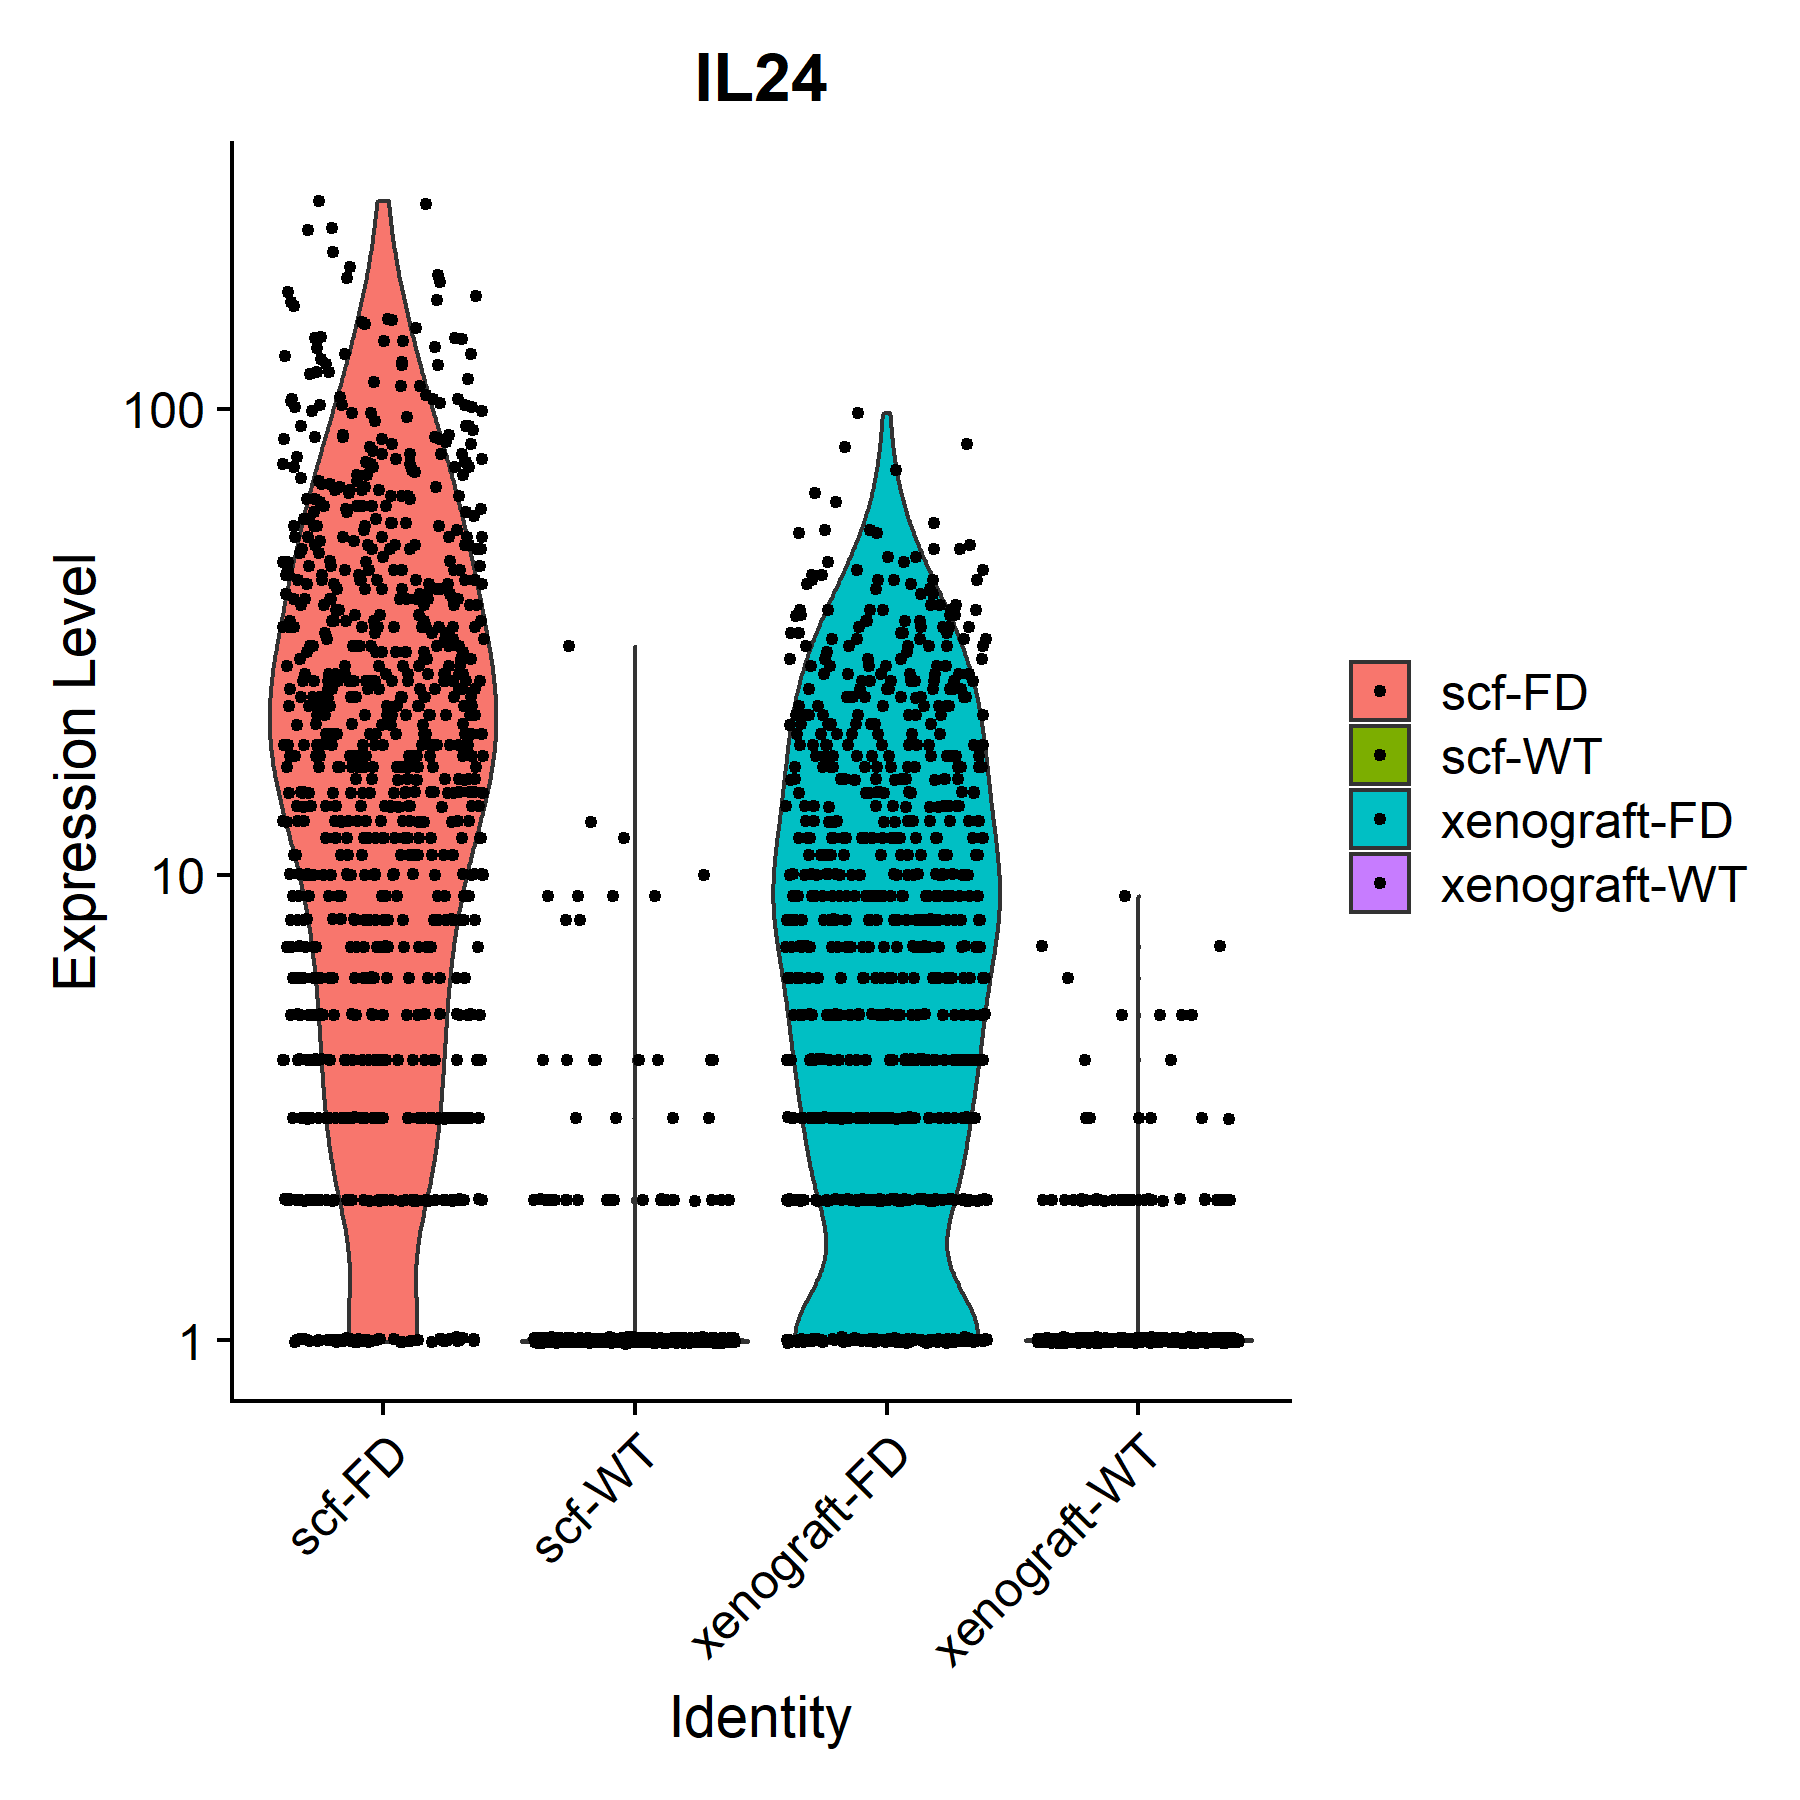 IL24
Expression Level
100
10
1
scf-FD
scf-WT
xenograft-FD
xenograft-WT
Identity
scf-FD
scf-WT
xenograft-FD
xenograft-WT